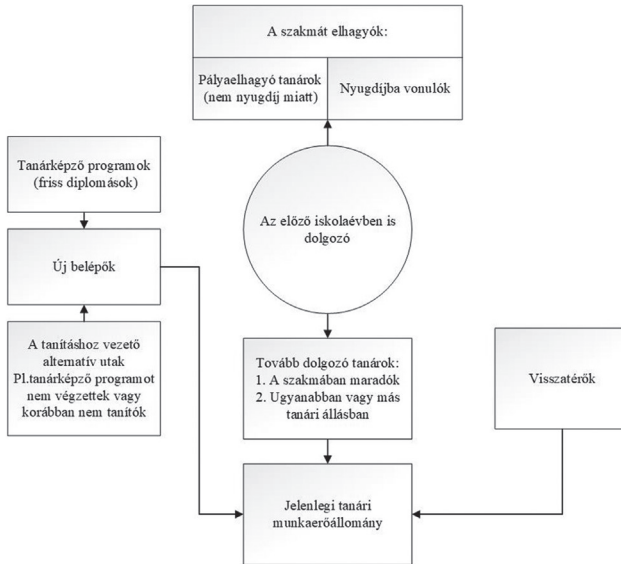 A szakmát elhagyók:
Pályaelhagyó tanárok
(nem nyugdíj miatt)
Nyugdíjba vonulók
Tanárképző programok
(friss diplomások)
Az előző iskolaévben is
dolgozó
Új belépők
A tanításhoz vezető
alternatív utak
Pl.tanárképző programot
nem végzettek vagy
korábban nem tanítók
Tovább dolgozó tanárok:
1. A szakmában maradók
2. Ugyanabban vagy más
tanári állásban
Visszatérők
Jelenlegi tanári
munkaerőállomány